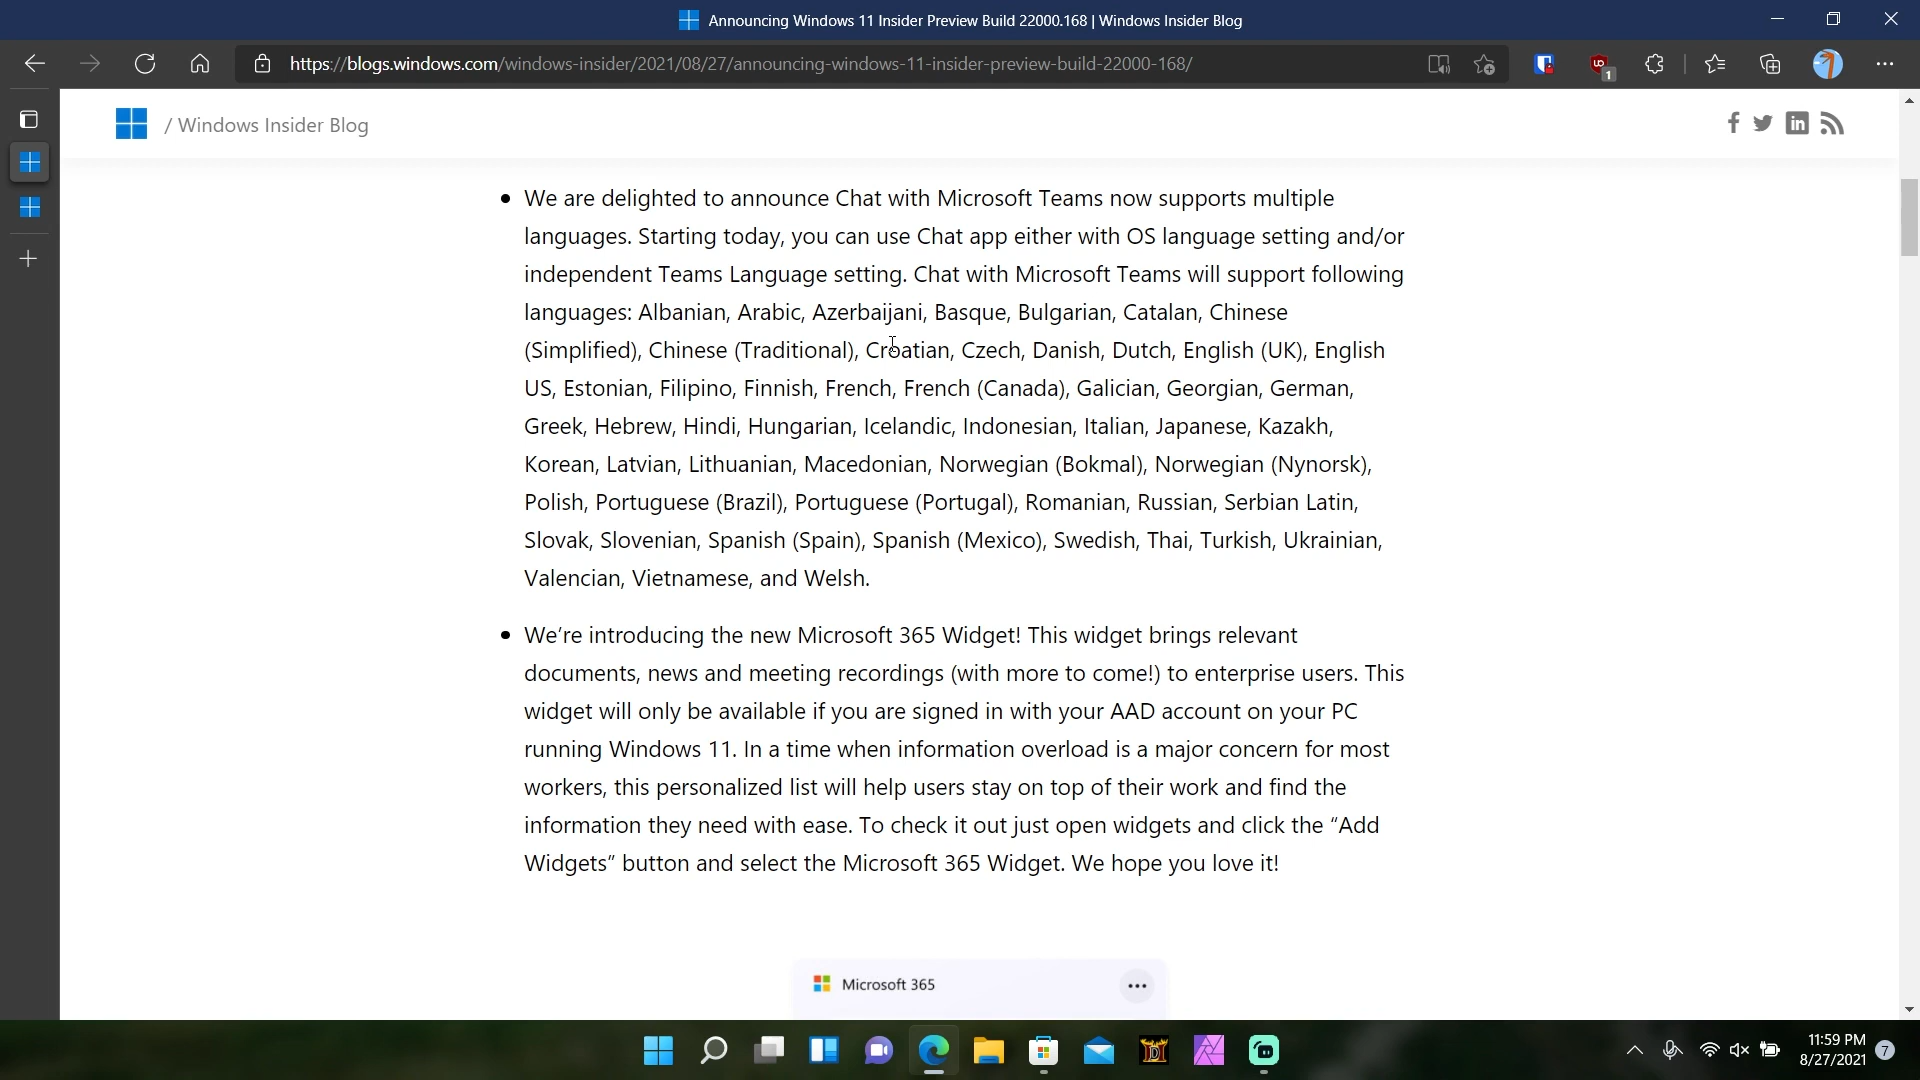 Announcing Windows 11 Insider Preview Build 22000.168 | Windows Insider Blog
https://blogs.windows.com/windows-insider/2021/08/27/announcing-windows-11-insider-preview-build-22000-168/
1
/ Windows Insider Blog
We are delighted to announce Chat with Microsoft Teams now supports multiple
languages. Starting today, you can use Chat app either with OS language setting and/or
independent Teams Language setting. Chat with Microsoft Teams will support following
languages: Albanian, Arabic, Azerbaijani, Basque, Bulgarian, Catalan, Chinese
(Simplified), Chinese (Traditional), Croatian, Czech, Danish, Dutch, English (UK), English
US, Estonian, Filipino, Finnish, French, French (Canada), Galician, Georgian, German,
Greek, Hebrew, Hindi, Hungarian, Icelandic, Indonesian, Italian, Japanese, Kazakh,
Korean, Latvian, Lithuanian, Macedonian, Norwegian (Bokmal), Norwegian (Nynorsk),
Polish, Portuguese (Brazil), Portuguese (Portugal), Romanian, Russian, Serbian Latin,
Slovak, Slovenian, Spanish (Spain), Spanish (Mexico), Swedish, Thai, Turkish, Ukrainian,
Valencian, Vietnamese, and Welsh.
We’re introducing the new Microsoft 365 Widget! This widget brings relevant
documents, news and meeting recordings (with more to come!) to enterprise users. This
widget will only be available if you are signed in with your AAD account on your PC
running Windows 11. In a time when information overload is a major concern for most
workers, this personalized list will help users stay on top of their work and find the
information they need with ease. To check it out just open widgets and click the “Add
Widgets” button and select the Microsoft 365 Widget. We hope you love it!
Microsoft 365
11:59 PM
8/27/2021
7